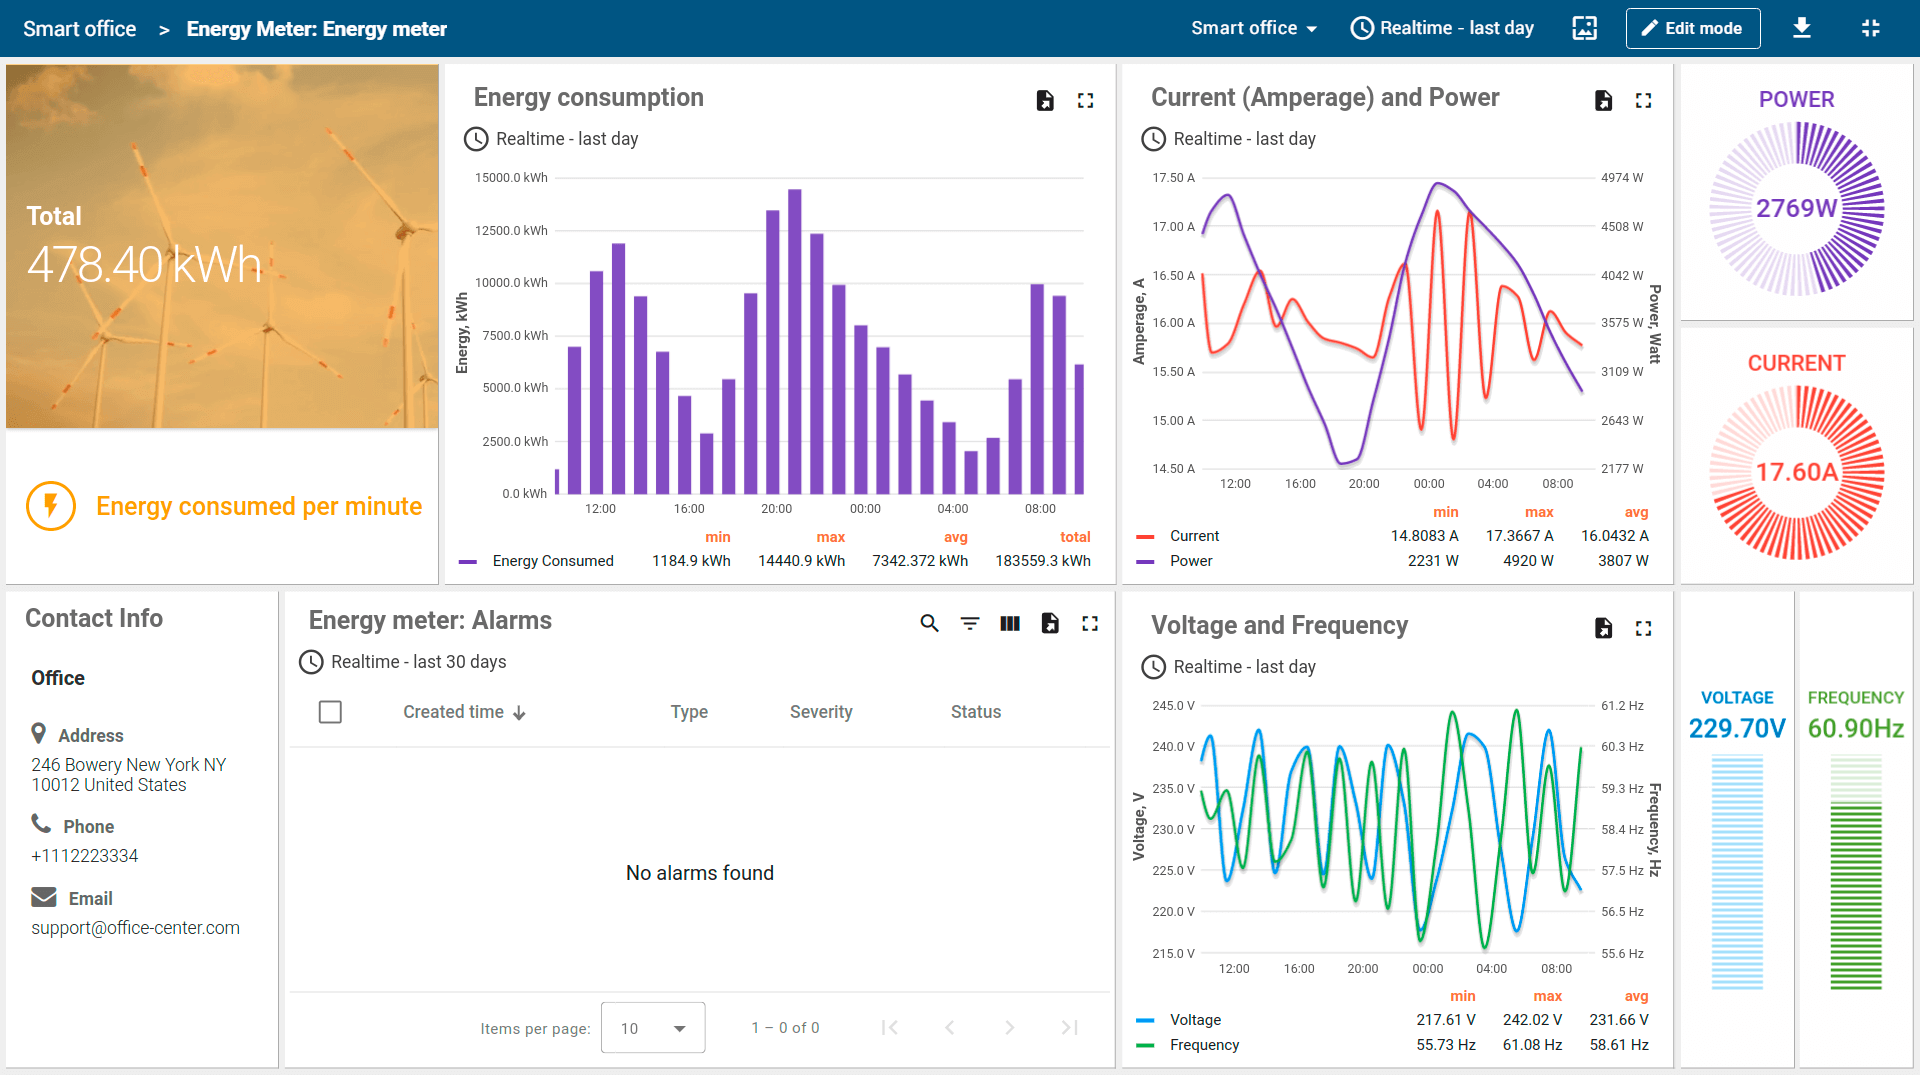 Smart office > Energy Meter: Energy meter
Smart office
Realtime - last day
Edit mode
Total
478.40 kWh
Energy consumed per minute
Energy consumption
Realtime - last day
15000.0 kWh
12500.0 kWh
10000.0 kWh
7500.0 kWh
5000.0 kWh
2500.0 kWh
0.0 kWh
Energy, kWh
12:00 16:00 20:00 00:00 04:00 08:00
min max avg total
Energy Consumed 1184.9 kWh 14440.9 kWh 7342.372 kWh 183559.3 kWh
Current (Amperage) and Power
Realtime - last day
17.50 A
17.00 A
16.50 A
16.00 A
15.50 A
15.00 A
14.50 A
Amperage, A
4974 W
4508 W
4042 W
3575 W
3109 W
2643 W
2177 W
Power, Watt
12:00 16:00 20:00 00:00 04:00 08:00
min max avg
Current 14.8083 A 17.3667 A 16.0432 A
Power 2231 W 4920 W 3807 W
POWER
2769W
CURRENT
17.60A
Contact Info
Office
Address
246 Bowery New York NY
10012 United States
Phone
+1112223334
Email
support@office-center.com
Energy meter: Alarms
Realtime - last 30 days
Created time Type Severity Status
No alarms found
Items per page: 10 1 – 0 of 0
Voltage and Frequency
Realtime - last day
245.0 V
240.0 V
235.0 V
230.0 V
225.0 V
220.0 V
215.0 V
Voltage, V
61.2 Hz
60.3 Hz
59.3 Hz
58.4 Hz
57.5 Hz
56.5 Hz
55.6 Hz
Frequency, Hz
12:00 16:00 20:00 00:00 04:00 08:00
min max avg
Voltage 217.61 V 242.02 V 231.66 V
Frequency 55.73 Hz 61.08 Hz 58.61 Hz
VOLTAGE
229.70V
FREQUENCY
60.90Hz